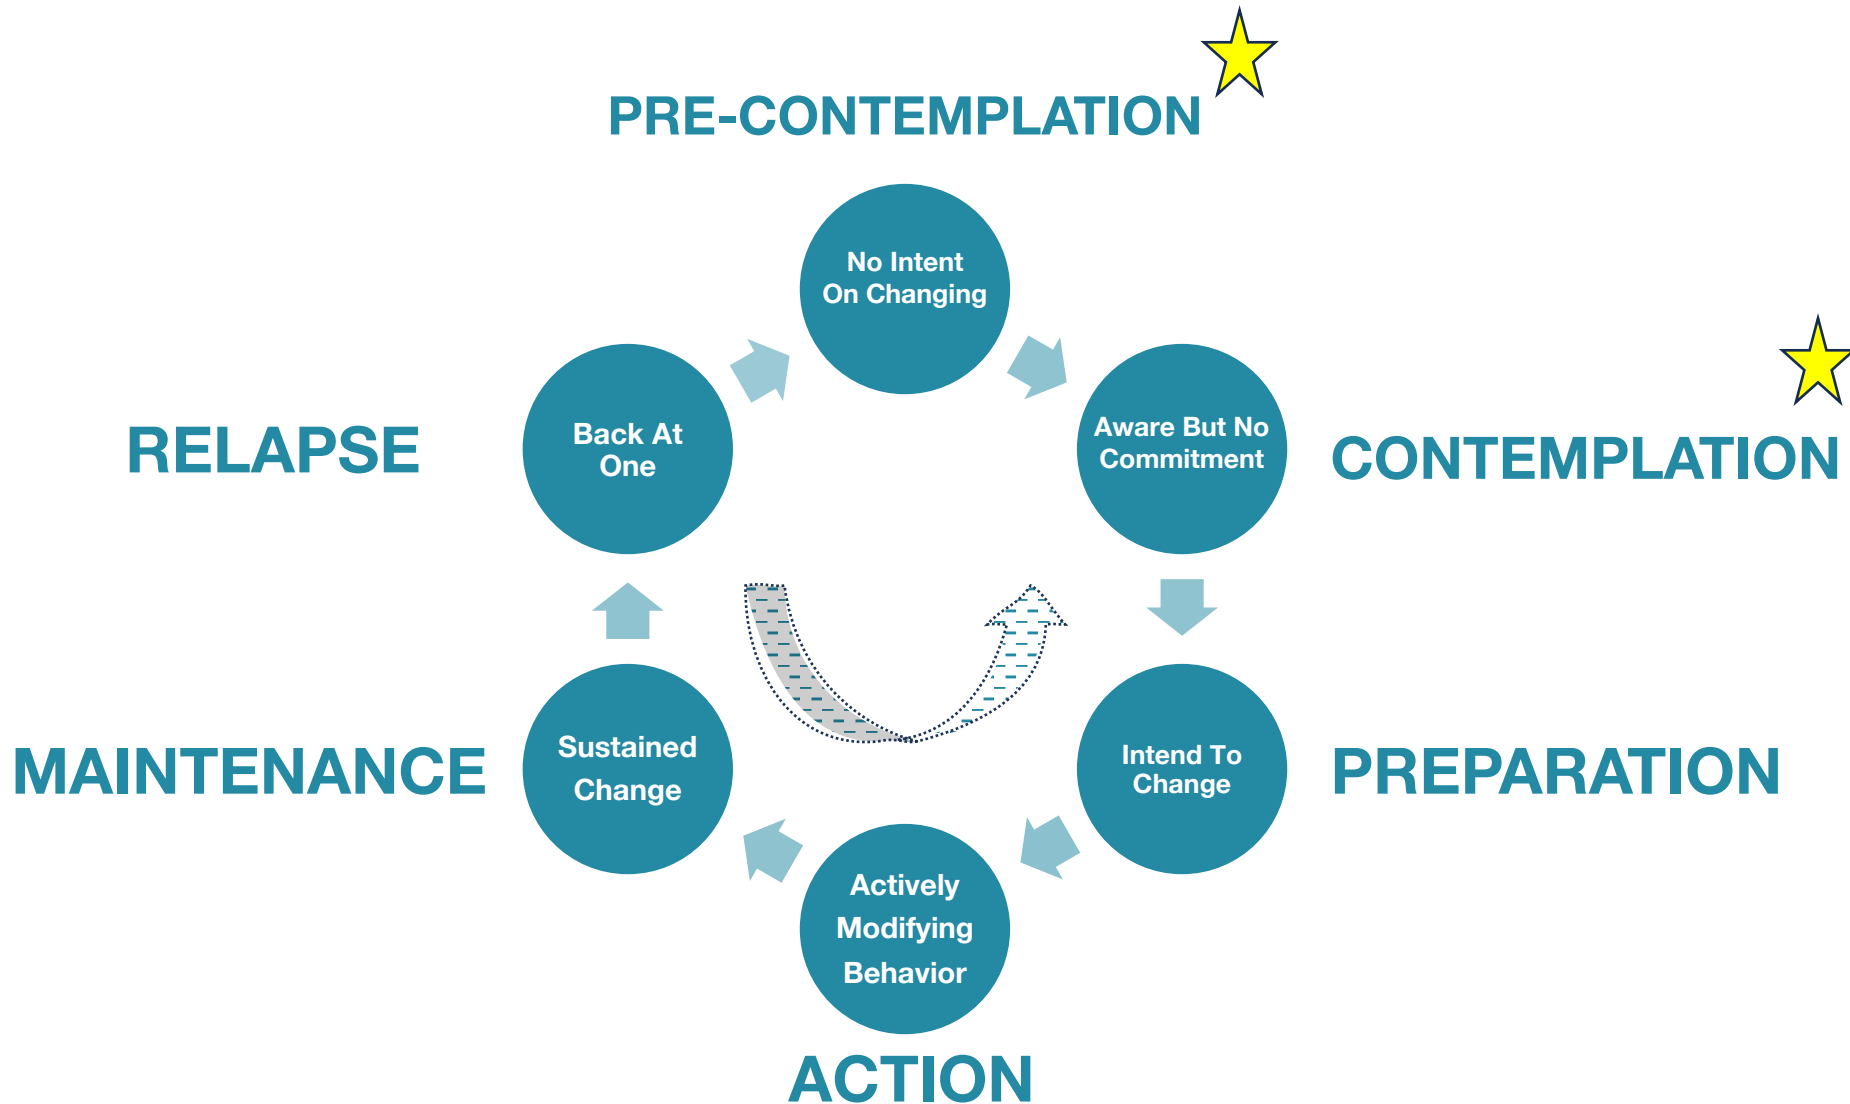 PRE-CONTEMPLATION
No Intent
On Changing
Aware But No
Commitment
CONTEMPLATION
Intend To
Change
PREPARATION
Actively
Modifying
Behavior
ACTION
Sustained
Change
MAINTENANCE
Back At
One
RELAPSE